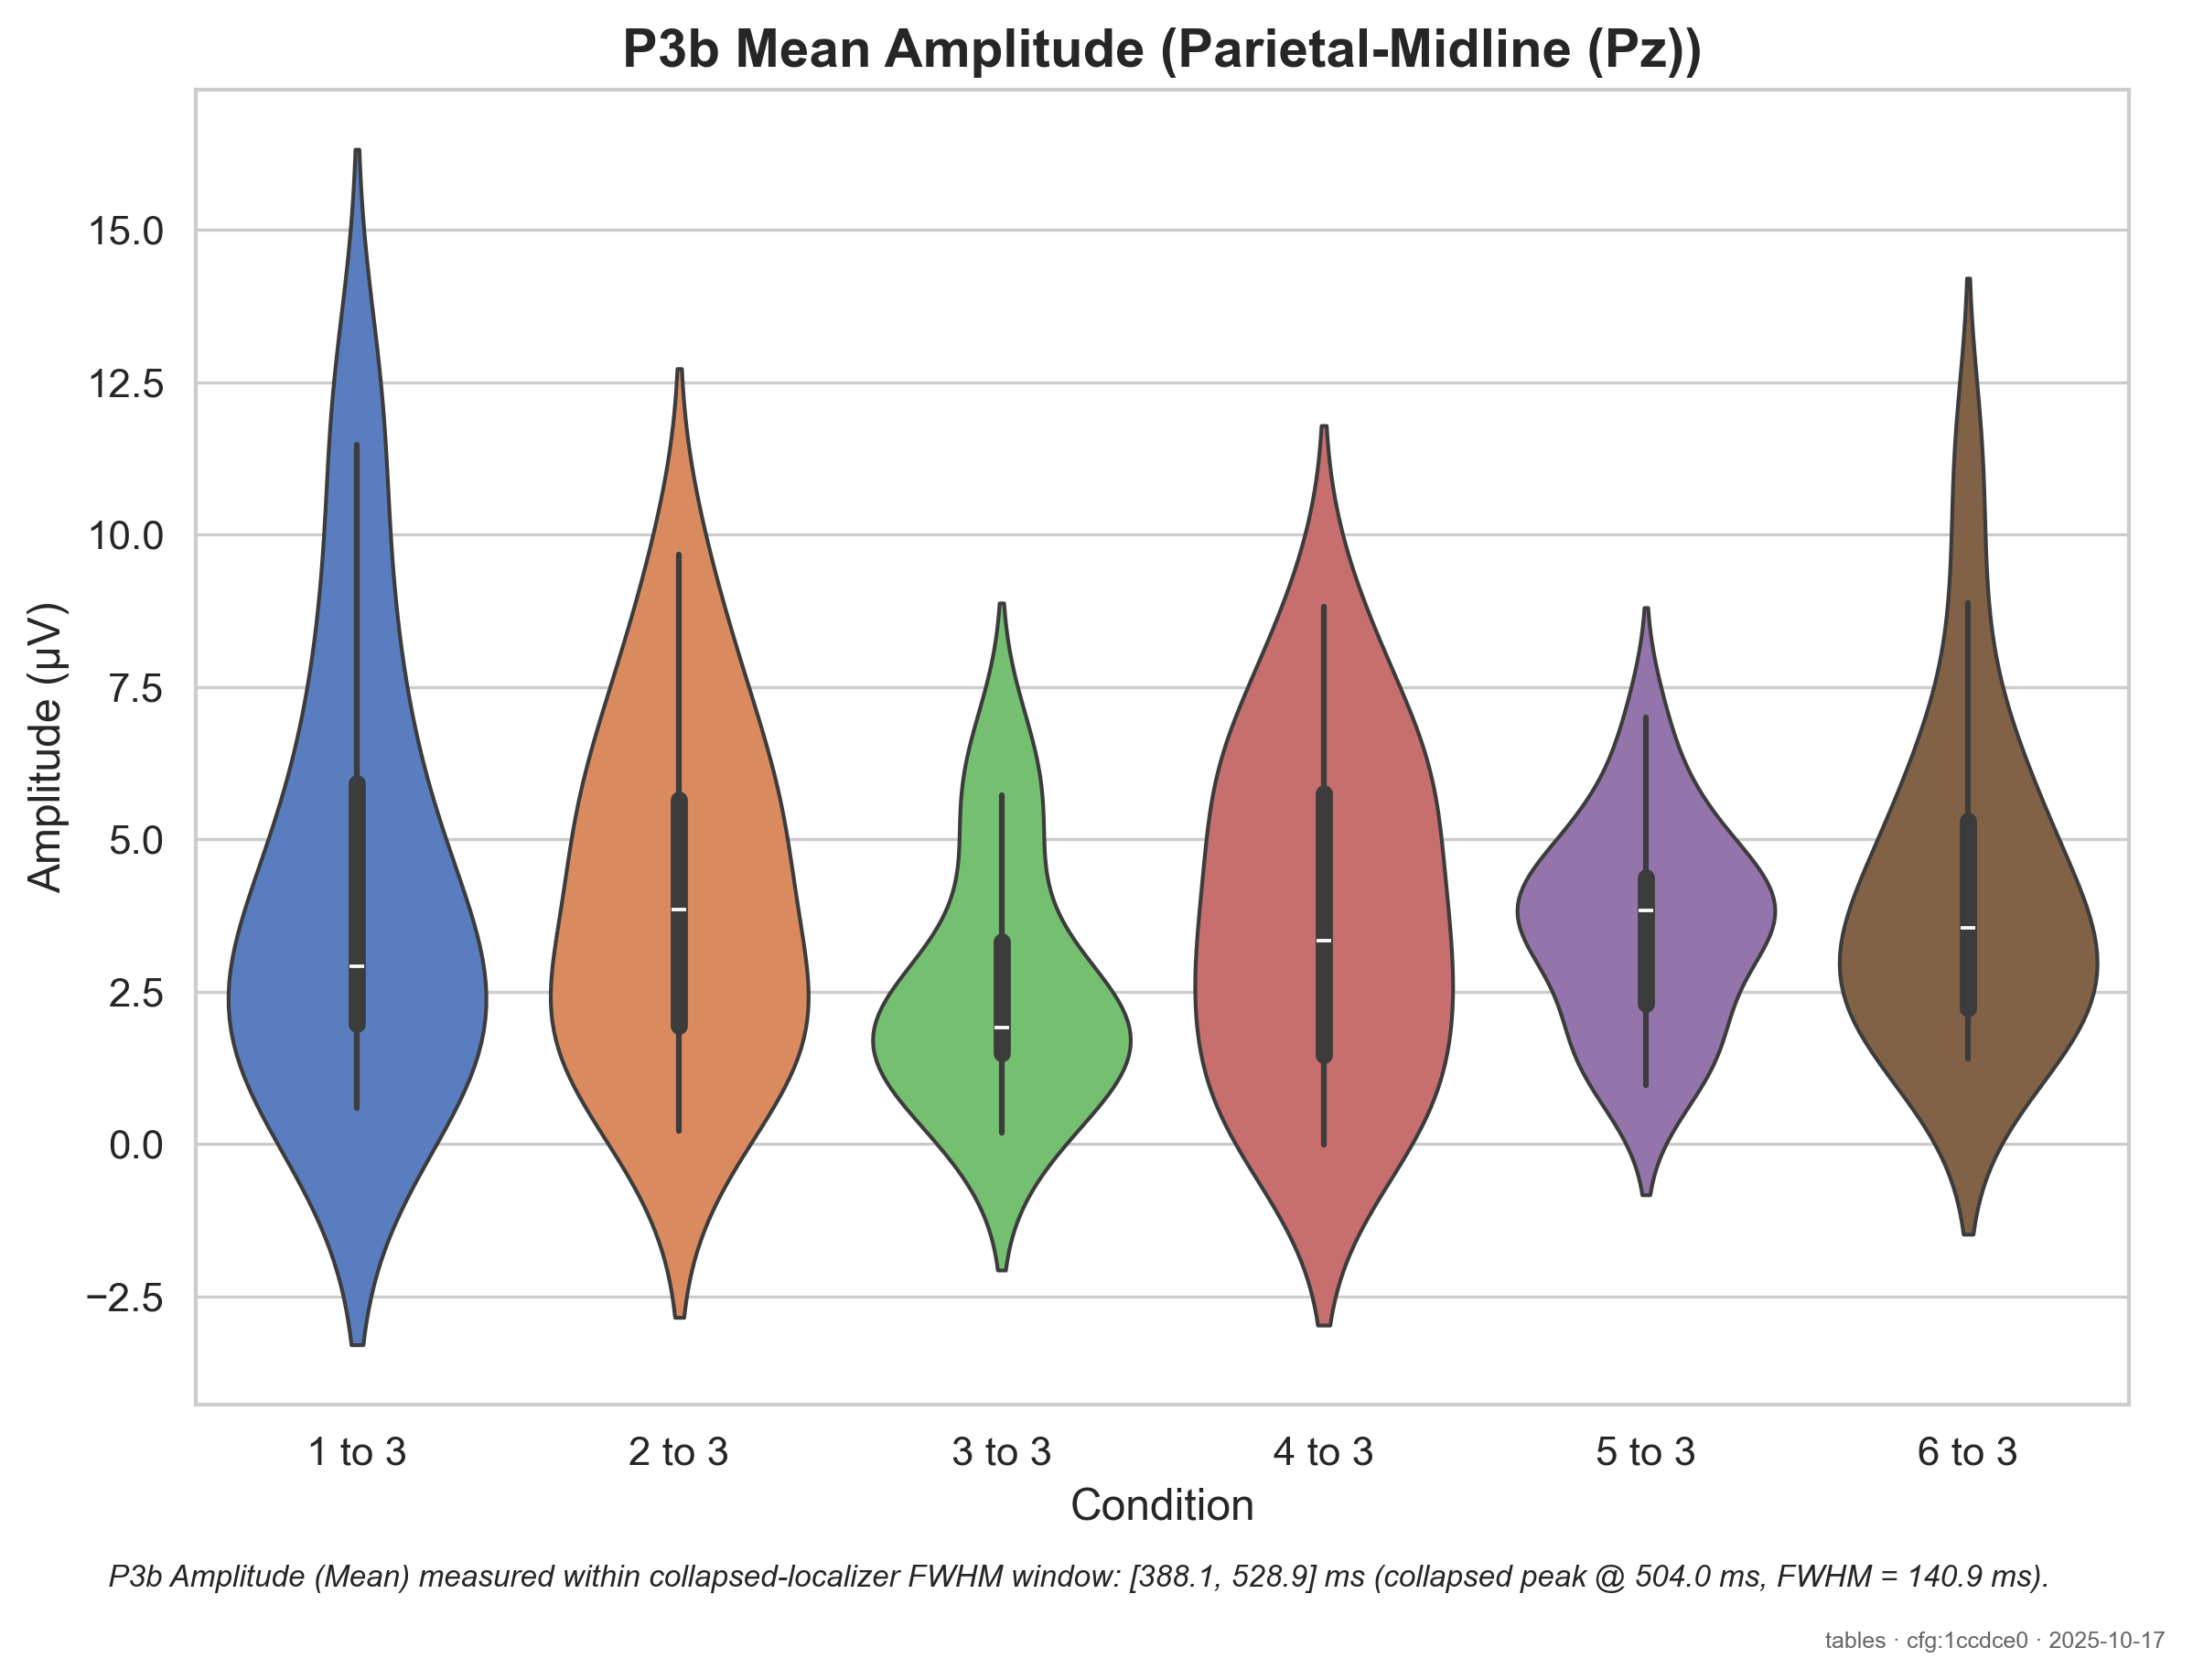 P3b Mean Amplitude (Parietal-Midline (Pz))
Amplitude (µV)
15.0
12.5
10.0
7.5
5.0
2.5
0.0
−2.5
1 to 3
2 to 3
3 to 3
4 to 3
5 to 3
6 to 3
Condition
P3b Amplitude (Mean) measured within collapsed-localizer FWHM window: [388.1, 528.9] ms (collapsed peak @ 504.0 ms, FWHM = 140.9 ms).
tables · cfg:1ccdce0 · 2025-10-17